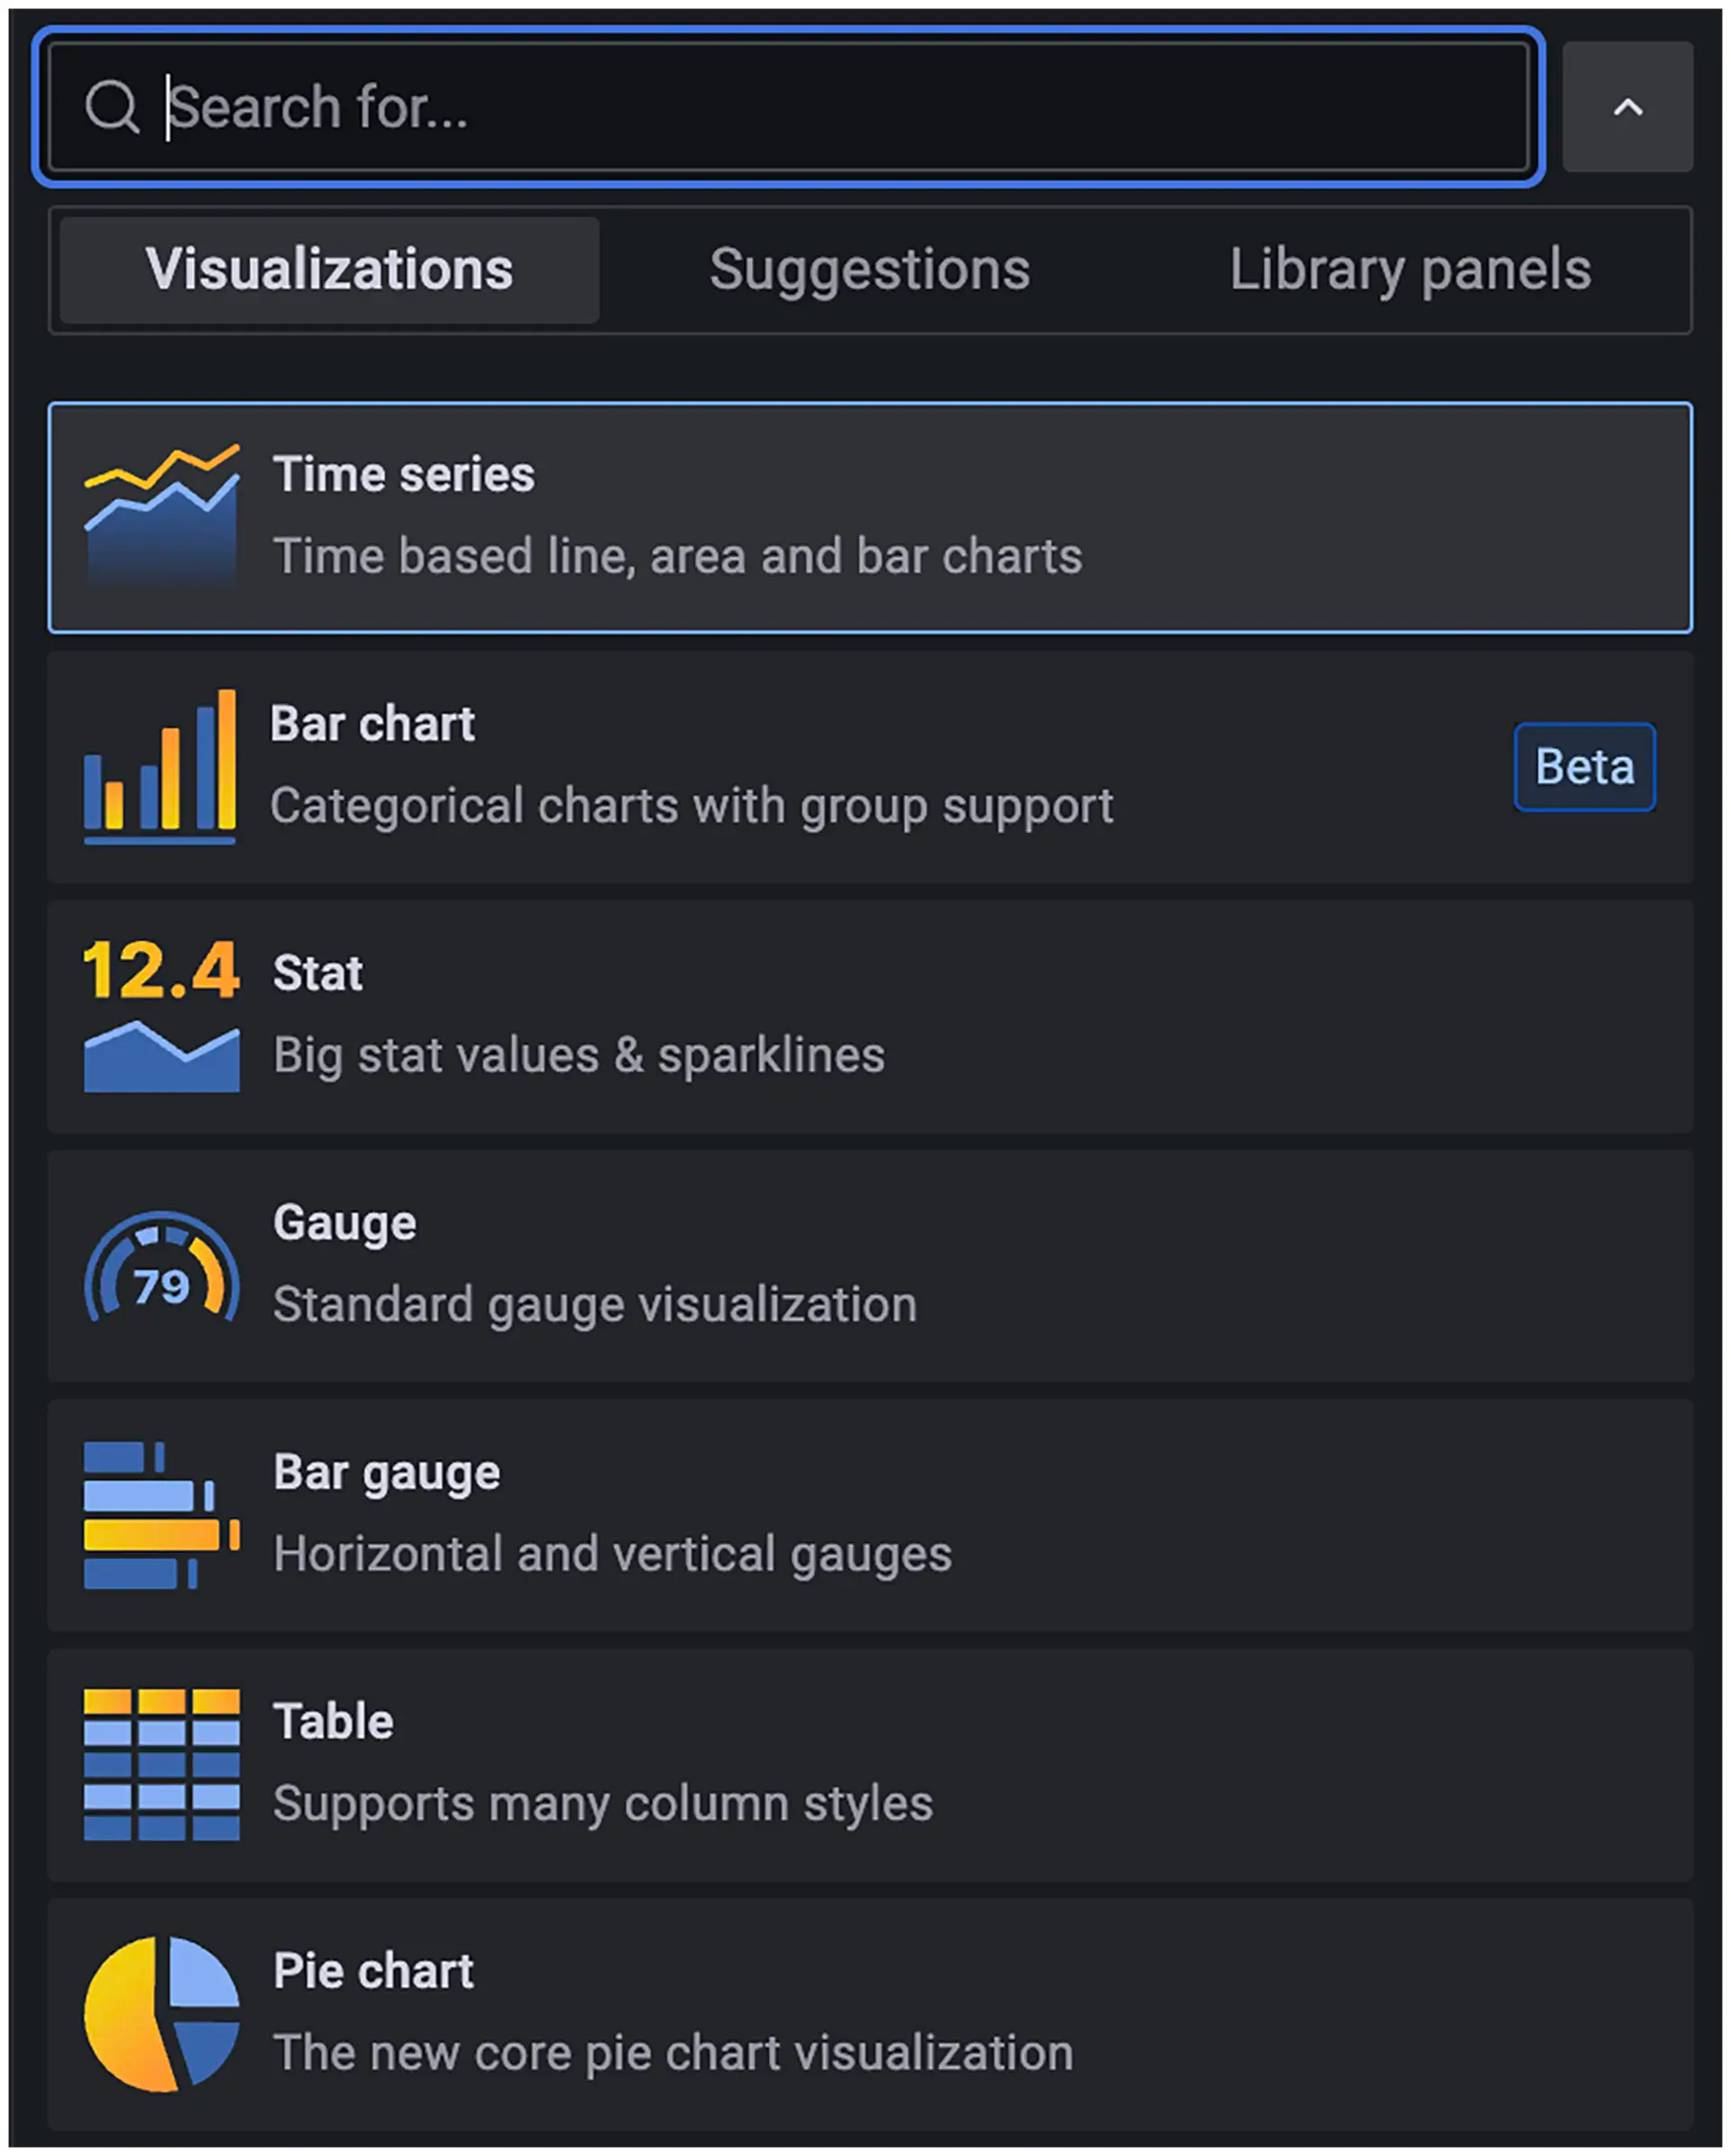 Search for...
Visualizations Suggestions Library panels
Time series
Time based line, area and bar charts
Bar chart
Categorical charts with group support
Beta
12.4
Stat
Big stat values & sparklines
Gauge
79
Standard gauge visualization
Bar gauge
Horizontal and vertical gauges
Table
Supports many column styles
Pie chart
The new core pie chart visualization